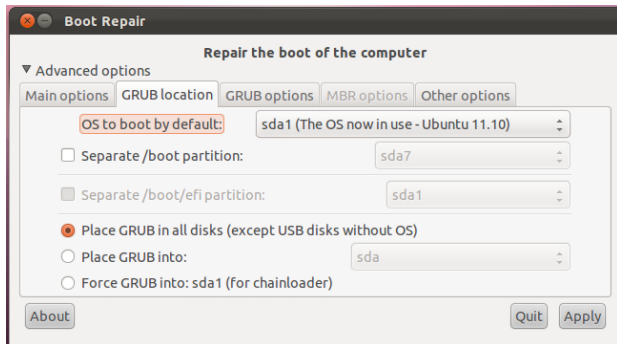 Boot Repair
Repair the boot of the computer
Advanced options
Main options GRUB location GRUB options MBR options Other options
OS to boot by default: sda1 (The OS now in use - Ubuntu 11.10)
Separate /boot partition: sda7
Separate /boot/efi partition: sda1
Place GRUB in all disks (except USB disks without OS)
Place GRUB into: sda
Force GRUB into: sda1 (for chainloader)
About Quit Apply